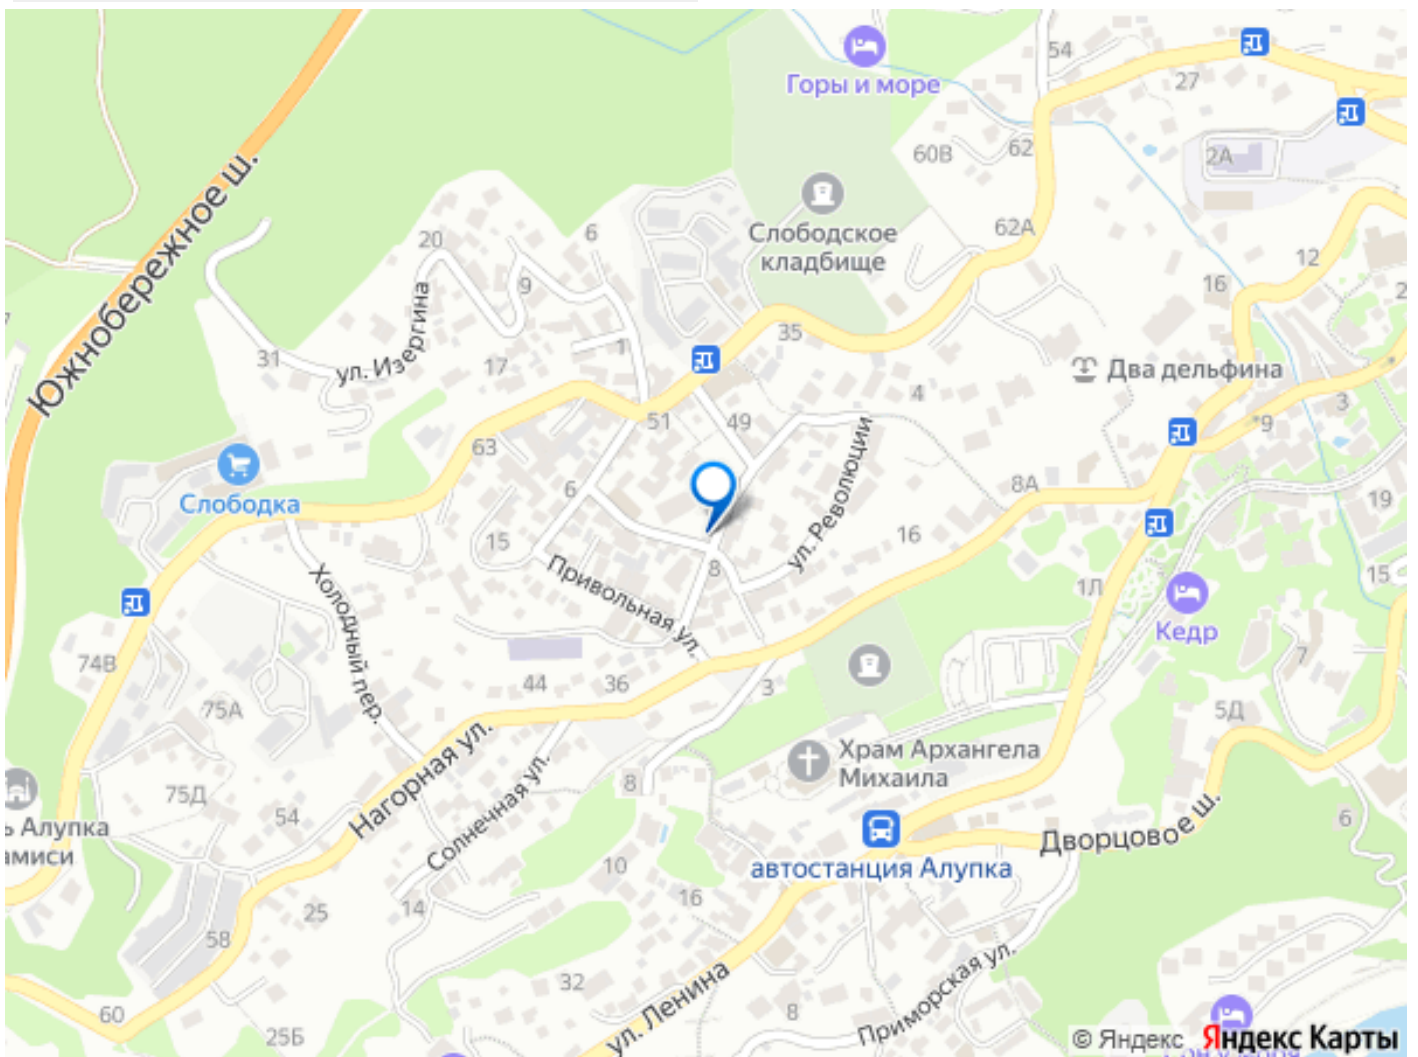 54
Горы и море
27
60В
62
2А
Южнобережное ш.
Слободское
кладбище
62А
20
6
9
12
16
2
31
ул. Изергина
17
1
35
Два дельфина
4
3
9
51
49
63
Слободка
6
ул. Революции
8А
19
15
16
8
Привольная ул.
Холодный пер.
1Л
15
Кедр
7
74В
75А
44
36
3
5Д
Нагорная ул.
Солнечная ул.
8
Храм Архангела
Михаила
75Д
54
Алупка
Дворцовое ш.
6
автостанция Алупка
10
16
14
25
58
32
ул. Ленина
Приморская ул.
8
60
25Б
© Яндекс Яндекс Карты